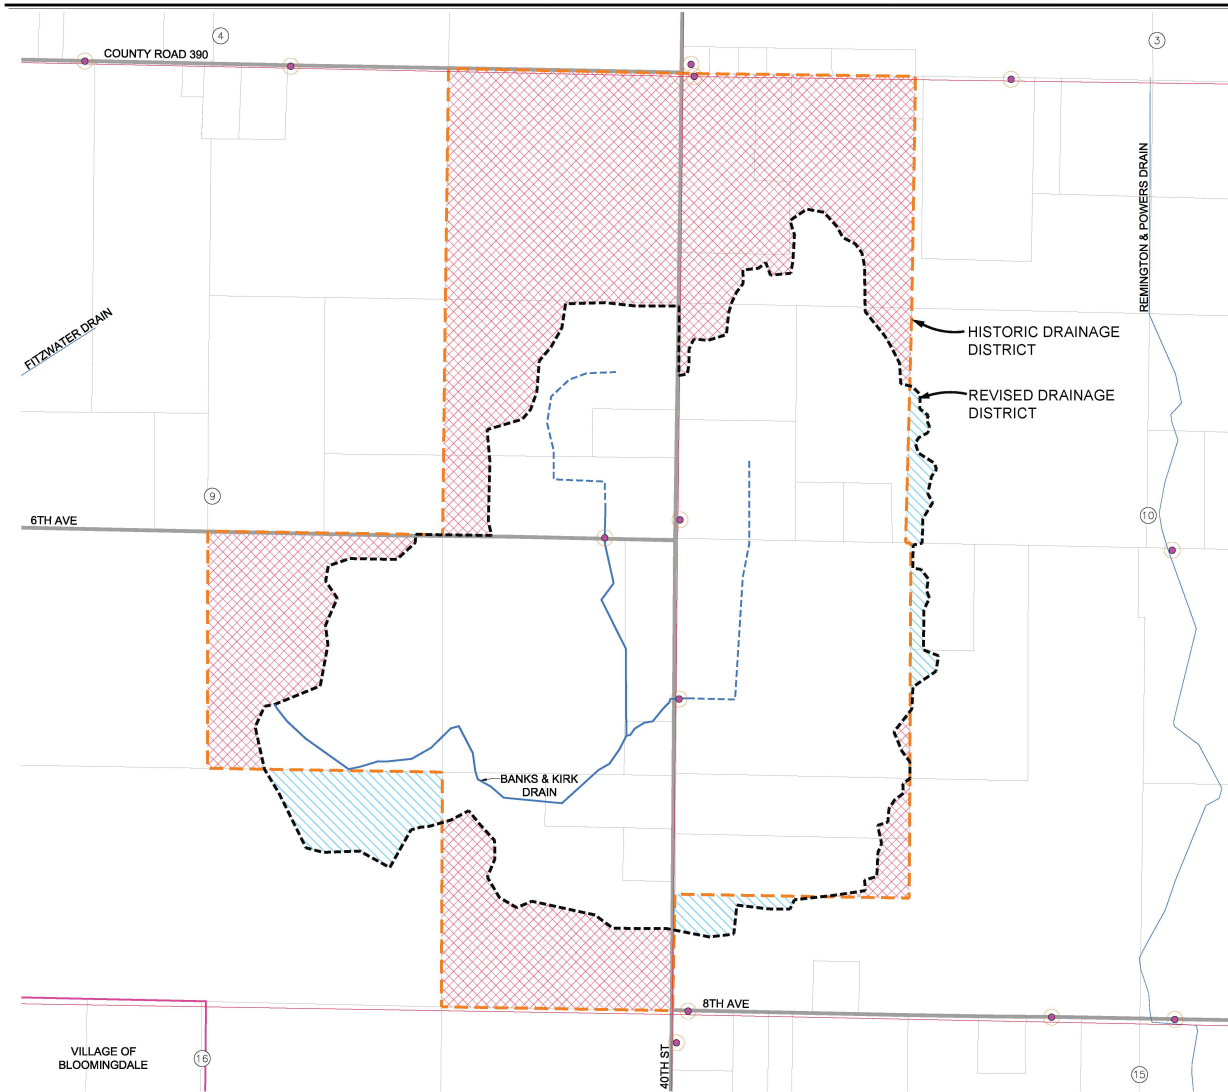 4
3
COUNTY ROAD 390
REMINGTON & POWERS DRAIN
FITZWATER DRAIN
HISTORIC DRAINAGE
DISTRICT
REVISED DRAINAGE
DISTRICT
9
10
6TH AVE
BANKS & KIRK
DRAIN
8TH AVE
40TH ST
VILLAGE OF
BLOOMINGDALE
16
15